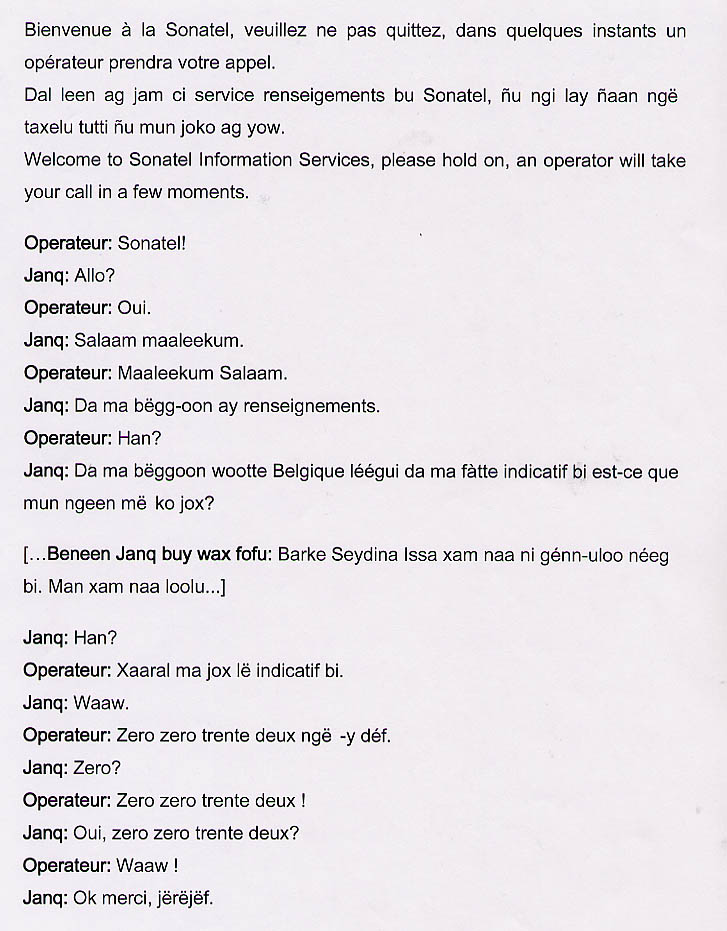 Bienvenue à la Sonatel, veuillez ne pas quittez, dans quelques instants un
opérateur prendra votre appel.
Dal leen ag jam ci service renseigements bu Sonatel, ñu ngi lay ñaan ngë
taxelu tutti ñu mun joko ag yow.
Welcome to Sonatel Information Services, please hold on, an operator will take
your call in a few moments.
Operateur: Sonatel!
Janq: Allo?
Operateur: Oui.
Janq: Salaam maaleekum.
Operateur: Maaleekum Salaam.
Janq: Da ma bëgg-oon ay renseignements.
Operateur: Han?
Janq: Da ma bëggoon wootte Belgique léégui da ma fàtte indicatif bi est-ce que
mun ngeen më ko jox?
[…Beneen Janq buy wax fofu: Barke Seydina Issa xam naa ni génn-uloo néeg
bi. Man xam naa loolu...]
Janq: Han?
Operateur: Xaaral ma jox lë indicatif bi.
Janq: Waaw.
Operateur: Zero zero trente deux ngë -y déf.
Janq: Zero?
Operateur: Zero zero trente deux !
Janq: Oui, zero zero trente deux?
Operateur: Waaw !
Janq: Ok merci, jërëjëf.